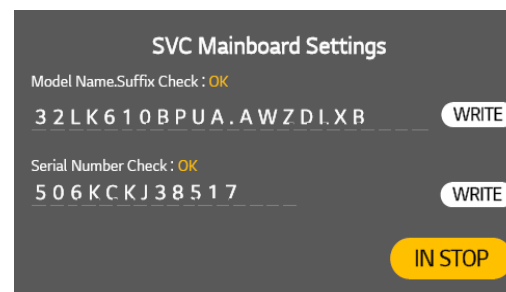 SVC Mainboard Settings
Model Name.Suffix Check : OK
32LK610BPUA.AWZDLXB
WRITE
Serial Number Check : OK
506KCKJ38517
WRITE
IN STOP